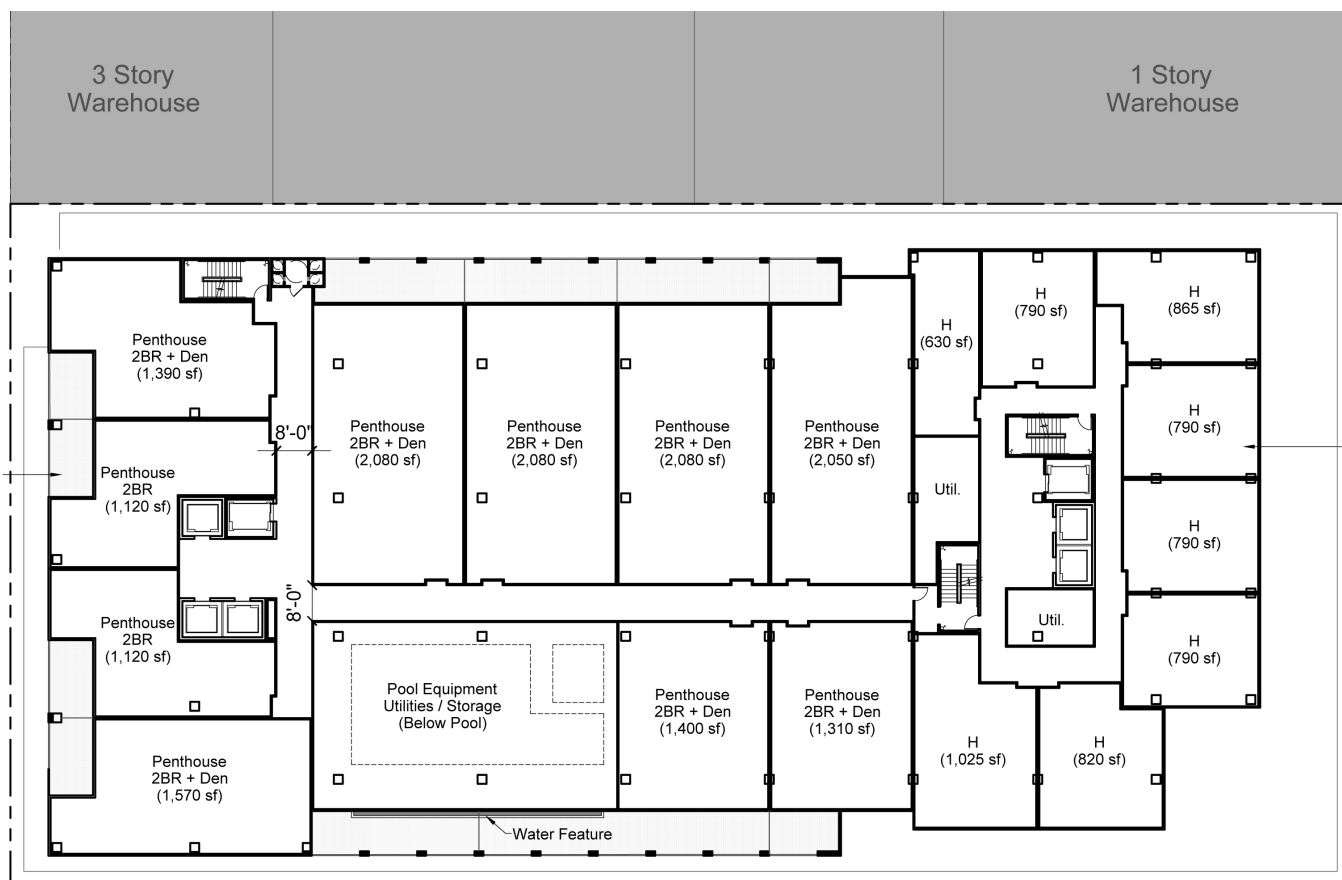 3 Story
Warehouse
1 Story
Warehouse
Penthouse
2BR + Den
(1,390 sf)
8'-0"
Penthouse
2BR
(1,120 sf)
8'-0"
Penthouse
2BR
(1,120 sf)
Penthouse
2BR + Den
(1,570 sf)
Penthouse
2BR + Den
(2,080 sf)
Penthouse
2BR + Den
(2,080 sf)
Penthouse
2BR + Den
(2,080 sf)
Penthouse
2BR + Den
(2,050 sf)
Pool Equipment
Utilities / Storage
(Below Pool)
Penthouse
2BR + Den
(1,400 sf)
Penthouse
2BR + Den
(1,310 sf)
Water Feature
H
(630 sf)
H
(790 sf)
H
(865 sf)
H
(790 sf)
Util.
H
(790 sf)
Util.
H
(790 sf)
H
(1,025 sf)
H
(820 sf)